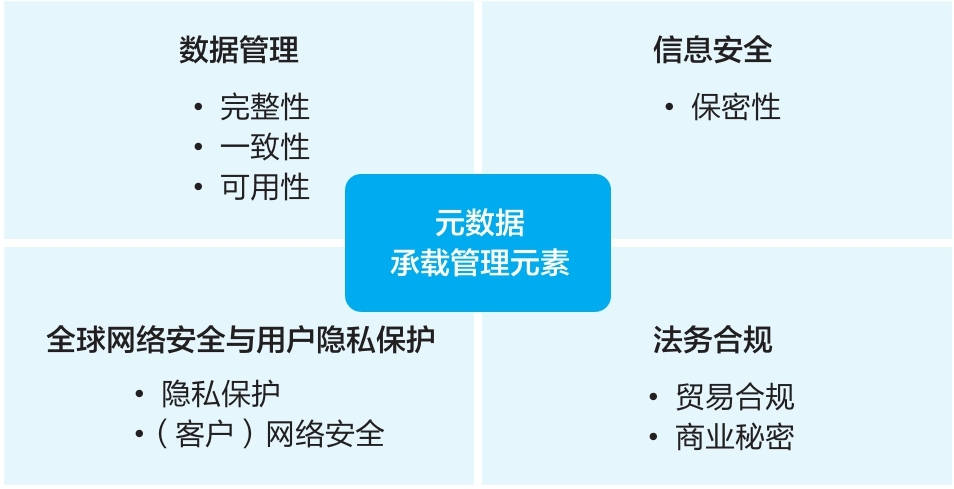 数据管理
• 完整性
• 一致性
• 可用性
信息安全
• 保密性
元数据
承载管理元素
全球网络安全与用户隐私保护
• 隐私保护
•（客户）网络安全
法务合规
• 贸易合规
• 商业秘密